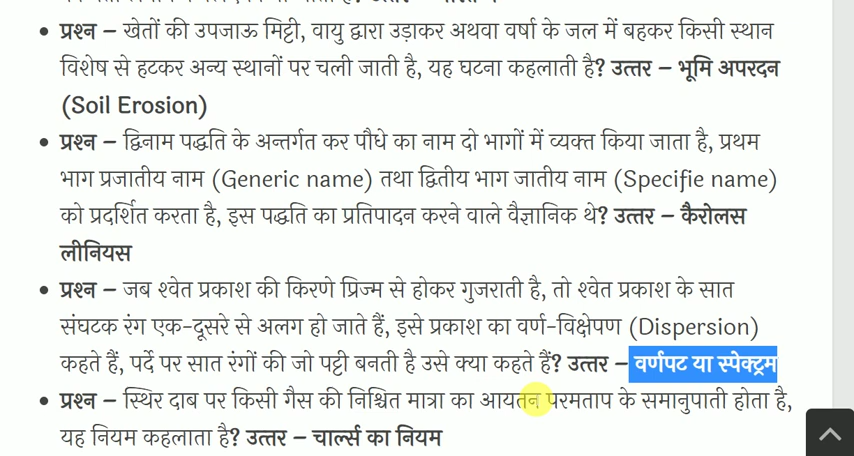 उत्तर –
प्रश्न – खेतों की उपजाऊ मिट्टी, वायु द्वारा उड़ाकर अथवा वर्षा के जल में बहकर किसी स्थान
विशेष से हटकर अन्य स्थानों पर चली जाती है, यह घटना कहलाती है? उत्तर – भूमि अपरदन
(Soil Erosion)
प्रश्न – द्विनाम पद्धति के अन्तर्गत कर पौधे का नाम दो भागों में व्यक्त किया जाता है, प्रथम
भाग प्रजातीय नाम (Generic name) तथा द्वितीय भाग जातीय नाम (Specifie name)
को प्रदर्शित करता है, इस पद्धति का प्रतिपादन करने वाले वैज्ञानिक थे? उत्तर – कैरोलस
लीनियस
प्रश्न – जब श्वेत प्रकाश की किरणे प्रिज्म से होकर गुजराती है, तो श्वेत प्रकाश के सात
संघटक रंग एक-दूसरे से अलग हो जाते हैं, इसे प्रकाश का वर्ण-विक्षेपण (Dispersion)
कहते हैं, पर्दे पर सात रंगों की जो पट्टी बनती है उसे क्या कहते हैं? उत्तर – वर्णपट या स्पेक्ट्रम
प्रश्न – स्थिर दाब पर किसी गैस की निश्चित मात्रा का आयतन परमताप के समानुपाती होता है,
यह नियम कहलाता है? उत्तर – चार्ल्स का नियम